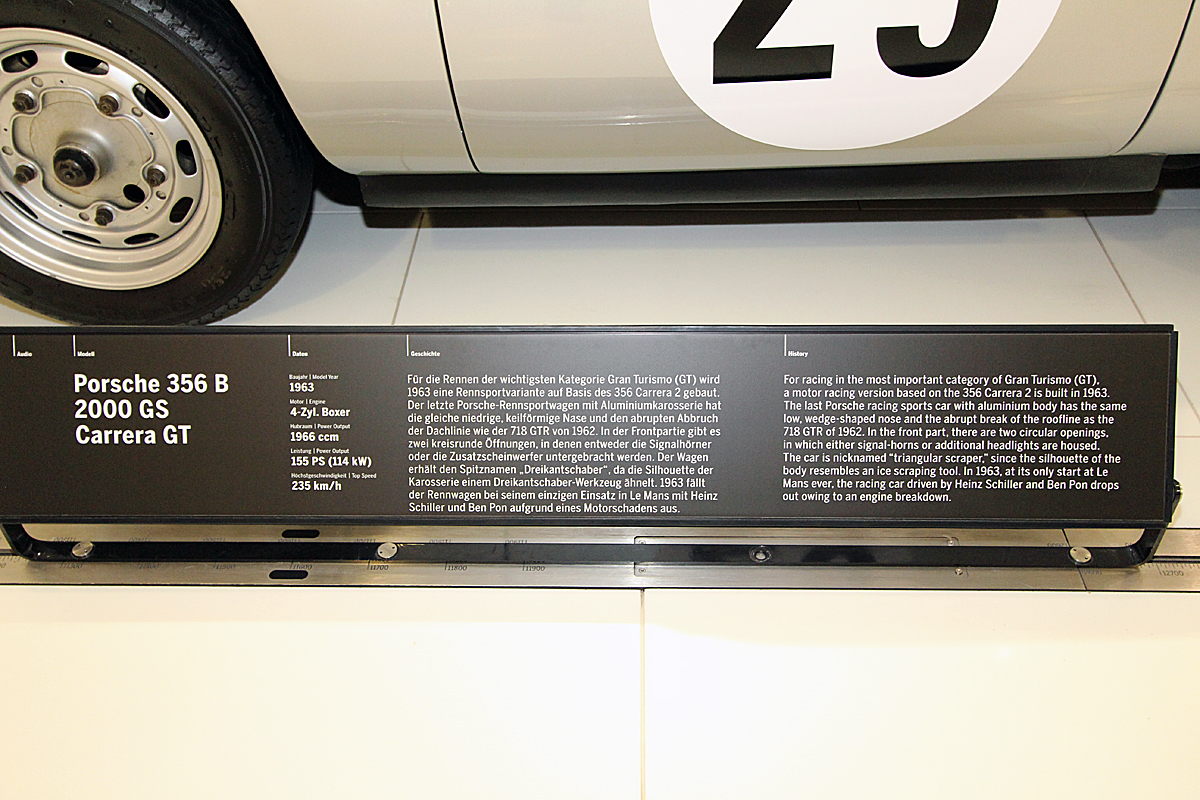 25
Audio
Modell
Porsche 356 B
2000 GS
Carrera GT
Daten
Baujahr | Model Year
1963
Motor | Engine
4-Zyl. Boxer
Hubraum | Power Output
1966 ccm
Leistung | Power Output
155 PS (114 kW)
Höchstgeschwindigkeit | Top Speed
235 km/h
Geschichte
Für die Rennen der wichtigsten Kategorie Gran Turismo (GT) wird
1963 eine Rennsportvariante auf Basis des 356 Carrera 2 gebaut.
Der letzte Porsche-Rennsportwagen mit Aluminiumkarosserie hat
die gleiche niedrige, keilförmige Nase und den abrupten Abbruch
der Dachlinie wie der 718 GTR von 1962. In der Frontpartie gibt es
zwei kreisrunde Öffnungen, in denen entweder die Signalhörner
oder die Zusatzscheinwerfer untergebracht werden. Der Wagen
erhält den Spitznamen „Dreikantschaber“, da die Silhouette der
Karosserie einem Dreikantschaber-Werkzeug ähnelt. 1963 fällt
der Rennwagen bei seinem einzigen Einsatz in Le Mans mit Heinz
Schiller und Ben Pon aufgrund eines Motorschadens aus.
History
For racing in the most important category of Gran Turismo (GT),
a motor racing version based on the 356 Carrera 2 is built in 1963.
The last Porsche racing sports car with aluminium body has the same
low, wedge-shaped nose and the abrupt break of the roofline as the
718 GTR of 1962. In the front part, there are two circular openings,
in which either signal-horns or additional headlights are housed.
The car is nicknamed “triangular scraper,” since the silhouette of the
body resembles an ice scraping tool. In 1963, at its only start at Le
Mans ever, the racing car driven by Heinz Schiller and Ben Pon drops
out owing to an engine breakdown.
11700
11800
11900
12700